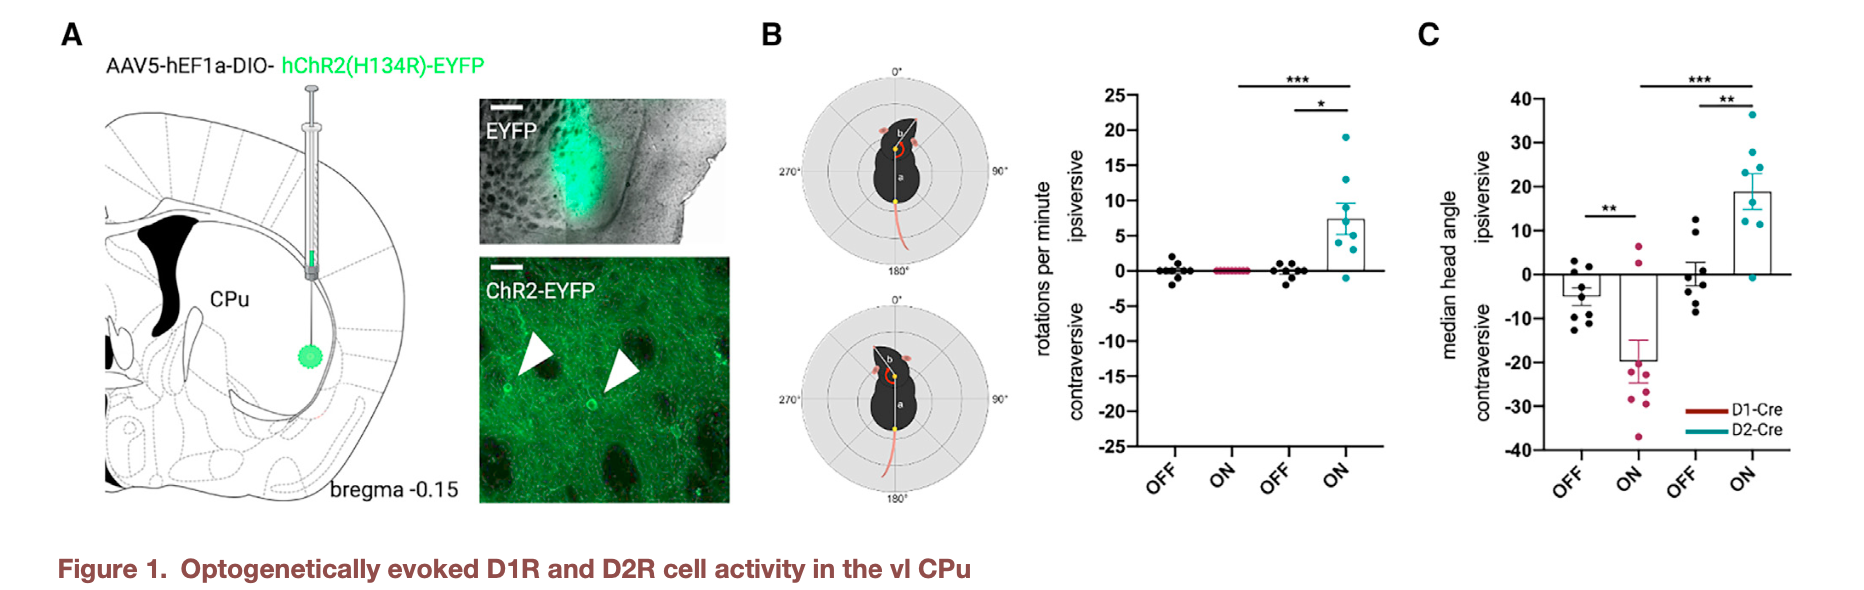 A
AAV5-hEF1a-DIO- hChR2(H134R)-EYFP
CPu
bregma -0.15
EYFP
ChR2-EYFP
B
0°
270°
90°
b
a
180°
0°
270°
90°
b
a
180°
rotations per minute
contraversive ipsiversive
***
*
25
20
15
10
5
0
-5
-10
-15
-20
-25
OFF ON OFF ON
C
median head angle
contraversive ipsiversive
***
**
**
40
30
20
10
0
-10
-20
-30
-40
D1-Cre
D2-Cre
OFF ON OFF ON
Figure 1. Optogenetically evoked D1R and D2R cell activity in the vl CPu